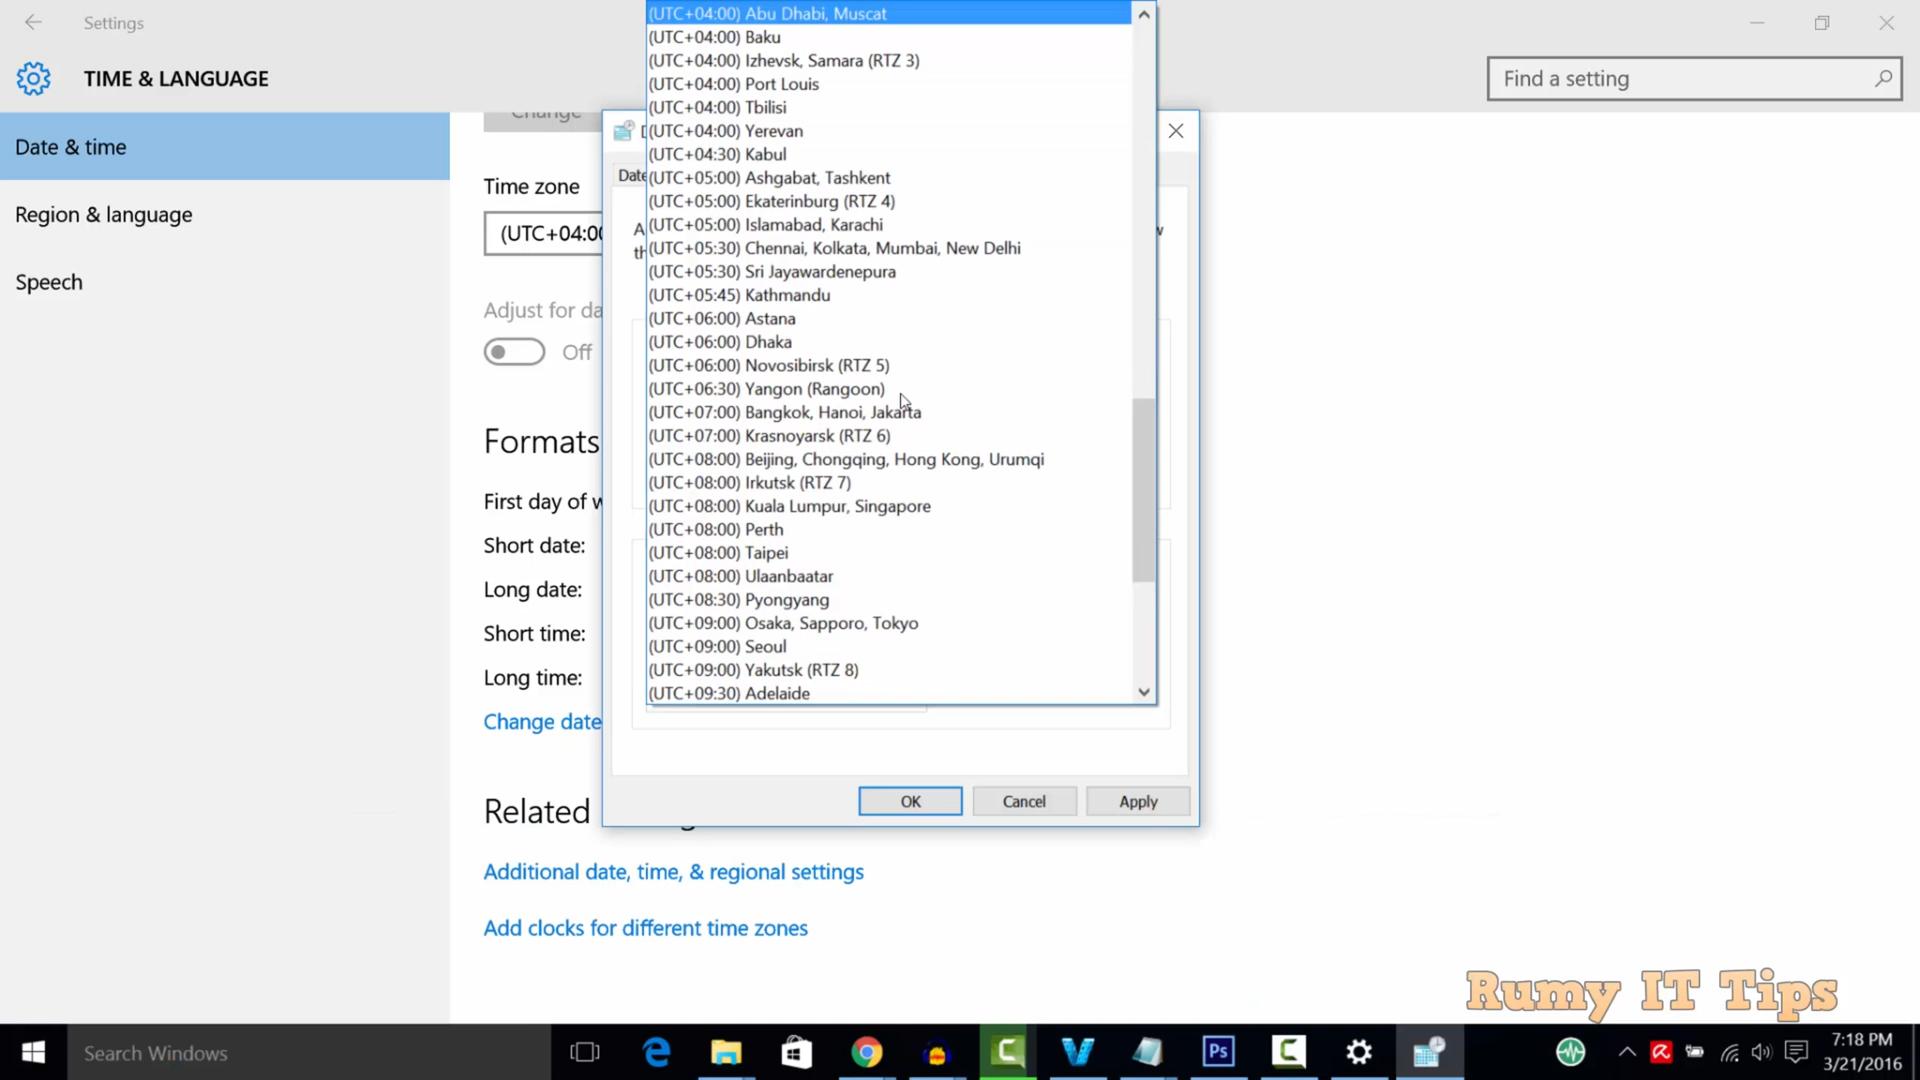 Settings
TIME & LANGUAGE
Find a setting
Date & time
Region & language
Speech
Change
Time zone
(UTC+04:00
Adjust for da
Off
Formats
First day of w
Short date:
Long date:
Short time:
Long time:
Change date
Related
Additional date, time, & regional settings
Add clocks for different time zones
Date
(UTC+04:00) Abu Dhabi, Muscat
(UTC+04:00) Baku
(UTC+04:00) Izhevsk, Samara (RTZ 3)
(UTC+04:00) Port Louis
(UTC+04:00) Tbilisi
(UTC+04:00) Yerevan
(UTC+04:30) Kabul
(UTC+05:00) Ashgabat, Tashkent
(UTC+05:00) Ekaterinburg (RTZ 4)
(UTC+05:00) Islamabad, Karachi
(UTC+05:30) Chennai, Kolkata, Mumbai, New Delhi
(UTC+05:30) Sri Jayawardenepura
(UTC+05:45) Kathmandu
(UTC+06:00) Astana
(UTC+06:00) Dhaka
(UTC+06:00) Novosibirsk (RTZ 5)
(UTC+06:30) Yangon (Rangoon)
(UTC+07:00) Bangkok, Hanoi, Jakarta
(UTC+07:00) Krasnoyarsk (RTZ 6)
(UTC+08:00) Beijing, Chongqing, Hong Kong, Urumqi
(UTC+08:00) Irkutsk (RTZ 7)
(UTC+08:00) Kuala Lumpur, Singapore
(UTC+08:00) Perth
(UTC+08:00) Taipei
(UTC+08:00) Ulaanbaatar
(UTC+08:30) Pyongyang
(UTC+09:00) Osaka, Sapporo, Tokyo
(UTC+09:00) Seoul
(UTC+09:00) Yakutsk (RTZ 8)
(UTC+09:30) Adelaide
OK
Cancel
Apply
Rumy IT Tips
Search Windows
Ps
7:18 PM
3/21/2016